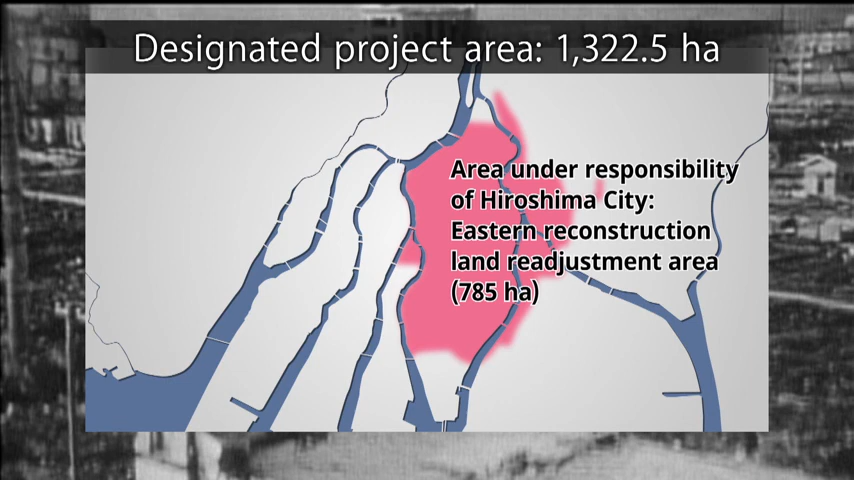 Designated project area: 1,322.5 ha
Area under responsibility
of Hiroshima City:
Eastern reconstruction
land readjustment area
(785 ha)